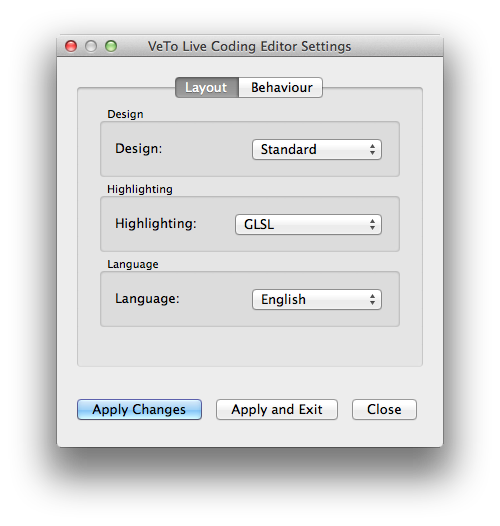 VeTo Live Coding Editor Settings
Layout Behaviour
Design
Design: Standard
Highlighting
Highlighting: GLSL
Language
Language: English
Apply Changes Apply and Exit Close